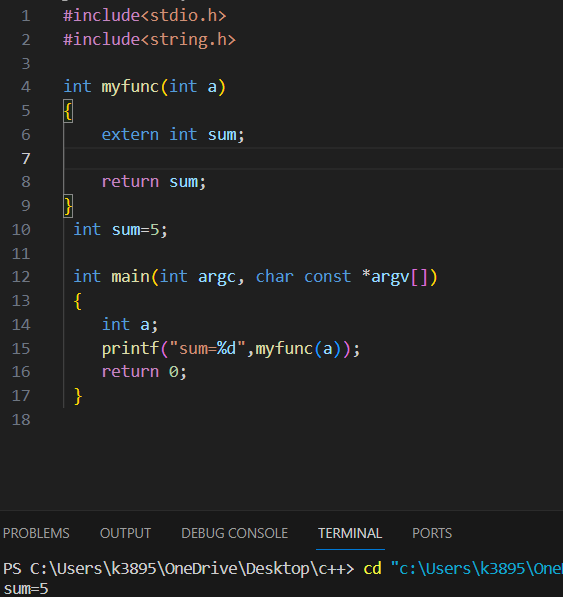 1 #include<stdio.h>
2 #include<string.h>
3
4 int myfunc(int a)
5 {
6 extern int sum;
7
8 return sum;
9 }
10 int sum=5;
11
12 int main(int argc, char const *argv[])
13 {
14 int a;
15 printf("sum=%d",myfunc(a));
16 return 0;
17 }
18
PROBLEMS OUTPUT DEBUG CONSOLE TERMINAL PORTS
PS C:\Users\k3895\OneDrive\Desktop\c++> cd "c:\Users\k3895\OneD
sum=5